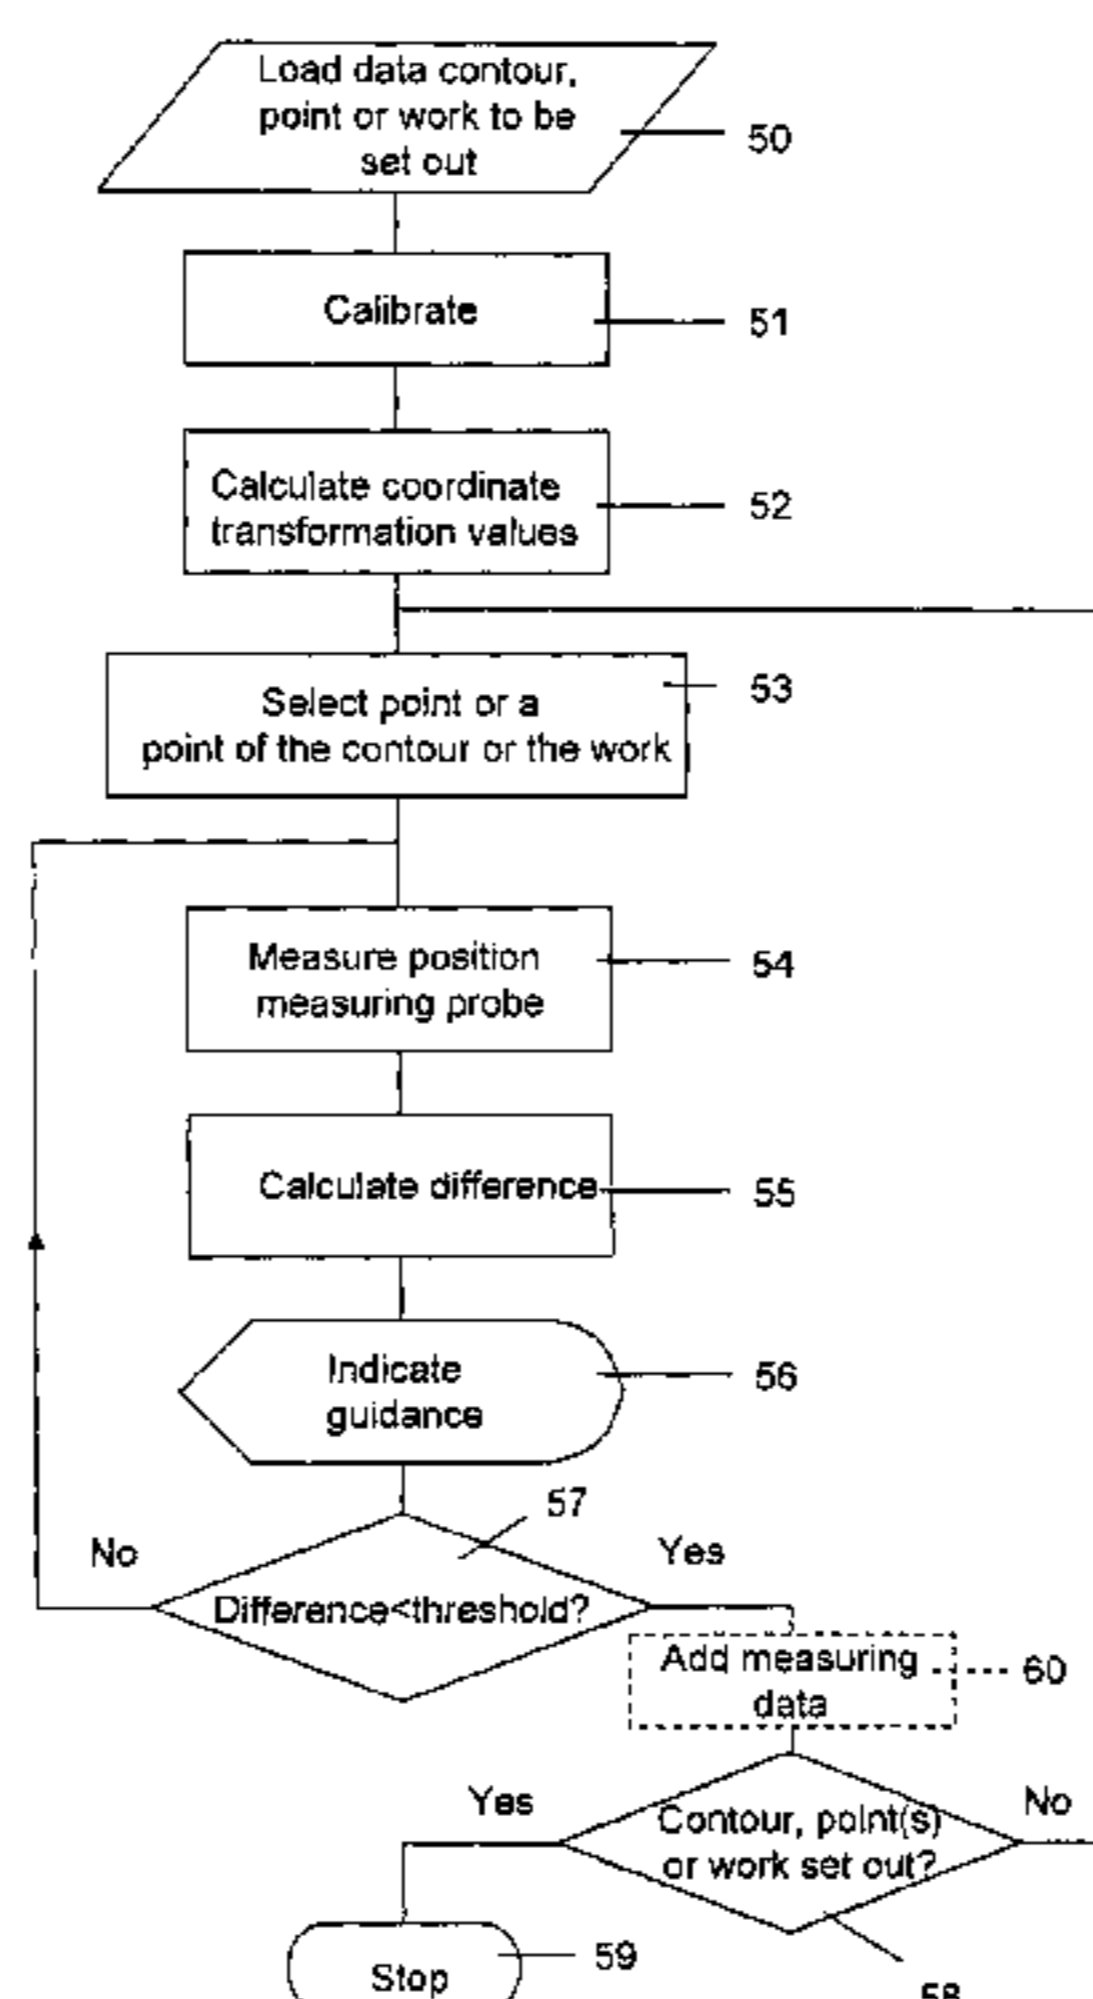 Load data contour,
point or work to be
set out
50
Calibrate
51
Calculate coordinate
transformation values
52
Select point or a
point of the contour or the work
53
Measure position
measuring probe
54
Calculate difference
55
Indicate
guidance
56
57
No
Yes
Difference<threshold?
Add measuring
data
60
Yes
No
Contour, point(s)
or work set out?
58
Stop
59